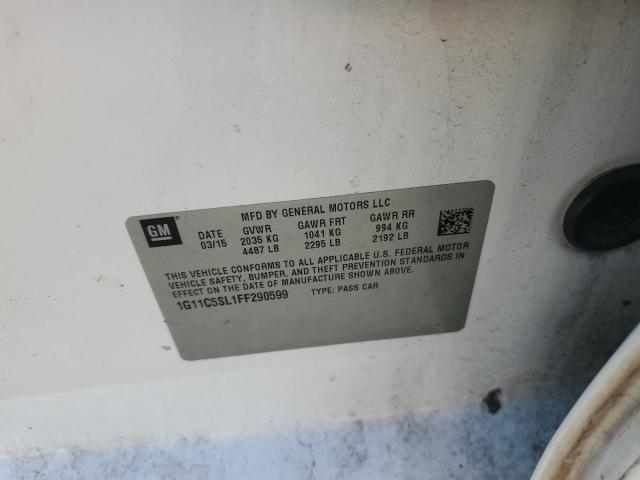 MFD BY GENERAL MOTORS LLC
GM DATE GVWR GAWR FRT GAWR RR
03/15 2035 KG 1041 KG 994 KG
4487 LB 2295 LB 2192 LB
THIS VEHICLE CONFORMS TO ALL APPLICABLE U.S. FEDERAL MOTOR
VEHICLE SAFETY, BUMPER, AND THEFT PREVENTION STANDARDS IN
EFFECT ON THE DATE OF MANUFACTURE SHOWN ABOVE.
1G11C5SL1FF290599 TYPE: PASS CAR